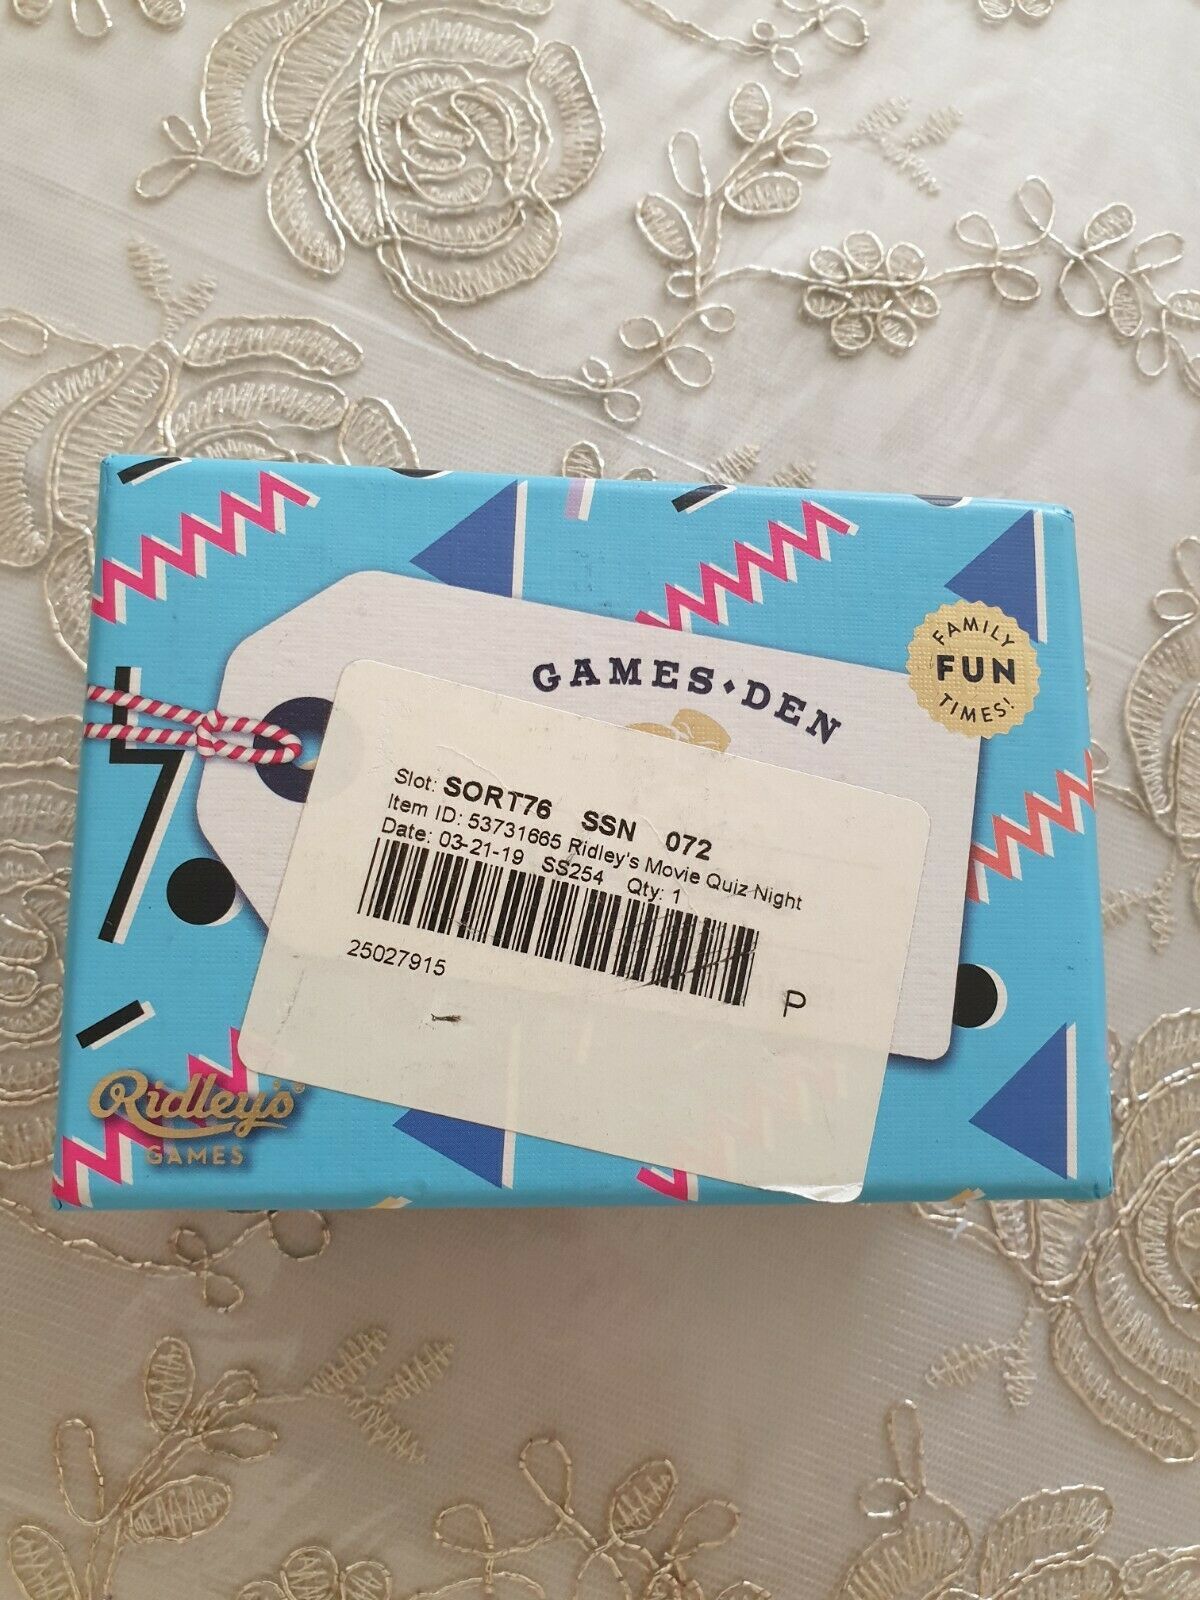 GAMES♦DEN
FAMILY
FUN
TIMES!
Slot: SORT76 SSN 072
Item ID: 53731665 Ridley's Movie Quiz Night
Date: 03-21-19 SS254 Qty: 1
25027915
P
Ridley's®
GAMES